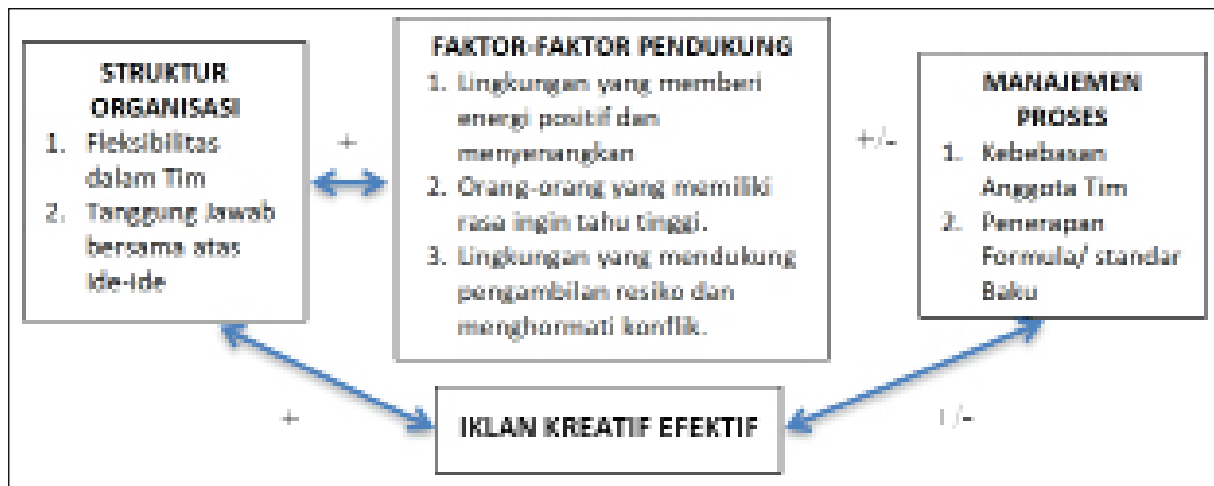 STRUKTUR
ORGANISASI
1. Fleksibilitas
dalam Tim
2. Tanggung Jawab
bersama atas
Ide-Ide
+
FAKTOR-FAKTOR PENDUKUNG
1. Lingkungan yang memberi
energi positif dan
menyenangkan
2. Orang-orang yang memiliki
rasa ingin tahu tinggi.
3. Lingkungan yang mendukung
pengambilan resiko dan
menghormati konflik.
+/-
MANAJEMEN
PROSES
1. Kebebasan
Anggota Tim
2. Penerapan
Formula/ standar
Baku
+
IKLAN KREATIF EFEKTIF
+/-